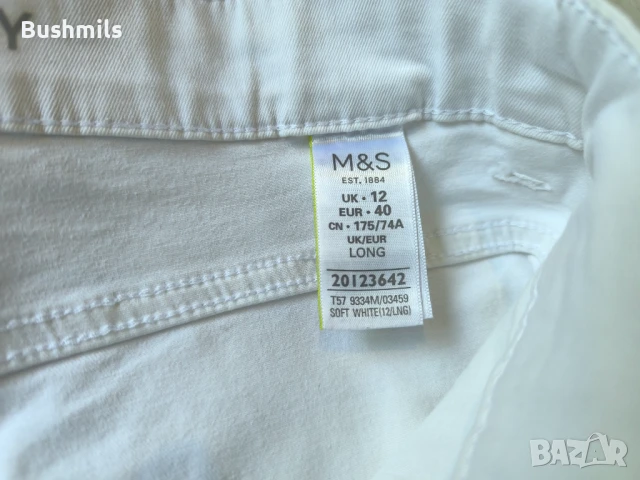 Y
Bushmils
M&S
EST. 1884
UK • 12
EUR • 40
CN • 175/74A
UK/EUR
LONG
20123642
T57 9334M/03459
SOFT WHITE(12/LNG)
BAZAR